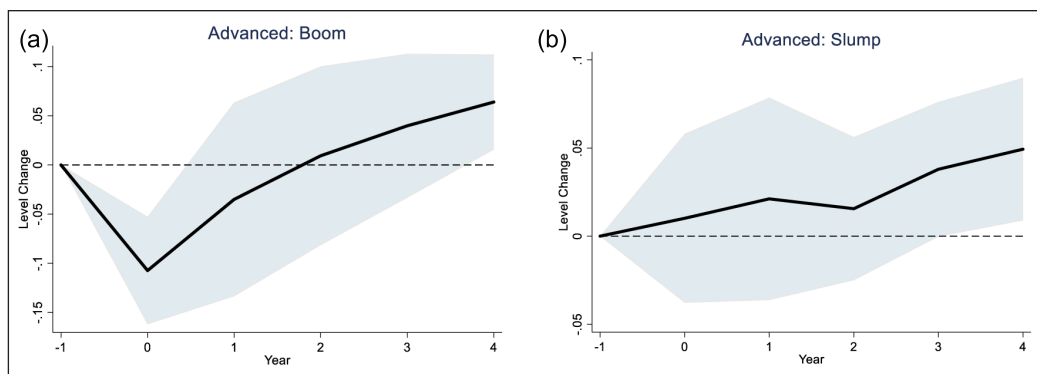 (a)
Advanced: Boom
Level Change
.1
.05
0
-.05
-.1
-.15
-1 0 1 2 3 4
Year
(b)
Advanced: Slump
Level Change
.1
.05
0
-.05
-1 0 1 2 3 4
Year